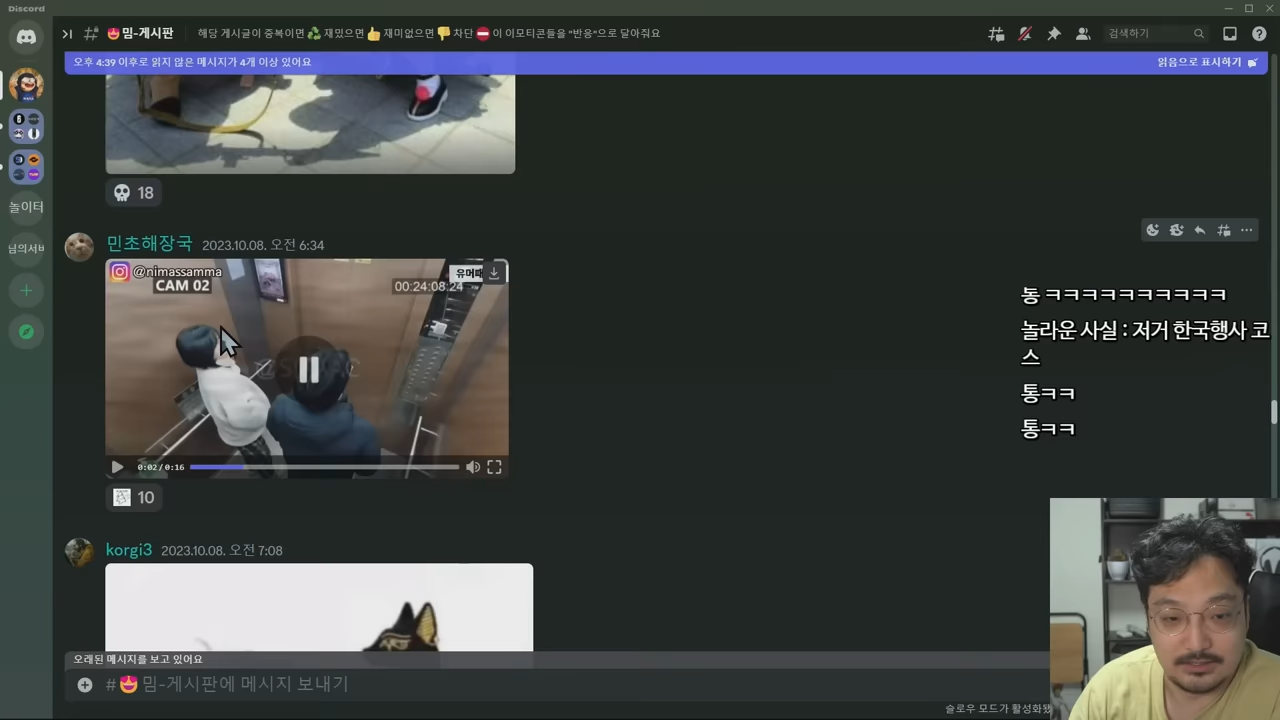 Discord
밈-게시판
해당 게시글이 중복이면 재밌으면 재미없으면 차단 이 이모티콘들을 "반응"으로 달아줘요
검색하기
오후 4:39 이후로 읽지 않은 메시지가 4개 이상 있어요
읽음으로 표시하기
18
놀이터
님의서버
민초해장국 2023.10.08. 오전 6:34
@nimassamma
CAM 02
유머
00:24:08:24
0:02 / 0:16
10
통 ㅋㅋㅋㅋㅋㅋㅋㅋㅋㅋ
놀라운 사실 : 저거 한국행사 코
스
통ㅋㅋ
통ㅋㅋ
korgi3 2023.10.08. 오전 7:08
오래된 메시지를 보고 있어요
#밈-게시판에 메시지 보내기
슬로우 모드가 활성화됐